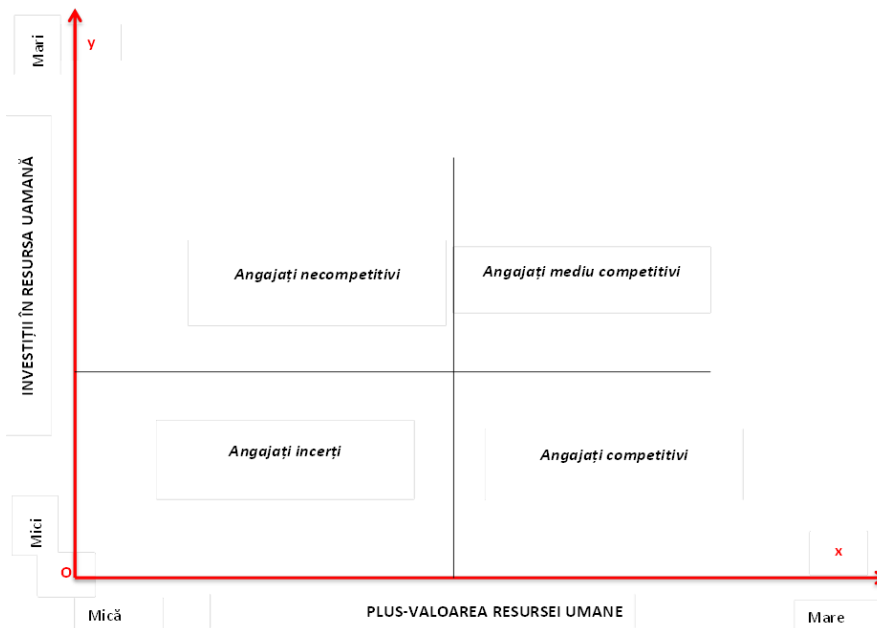 Mari
y
INVESTIȚII ÎN RESURSA UAMANĂ
Angajați necompetitivi
Angajați mediu competitivi
Angajați incerți
Angajați competitivi
Mici
x
O
Mică
PLUS-VALOAREA RESURSEI UMANE
Mare